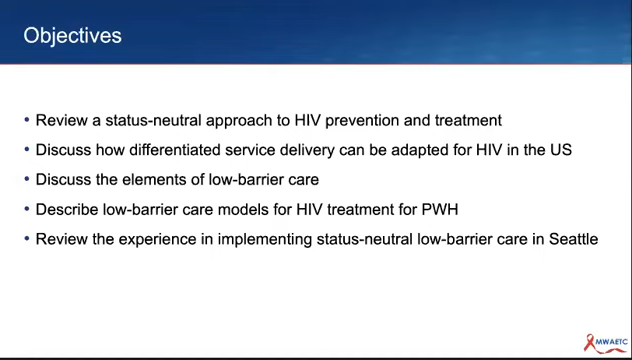 Objectives
• Review a status-neutral approach to HIV prevention and treatment
• Discuss how differentiated service delivery can be adapted for HIV in the US
• Discuss the elements of low-barrier care
• Describe low-barrier care models for HIV treatment for PWH
• Review the experience in implementing status-neutral low-barrier care in Seattle
MWAETC